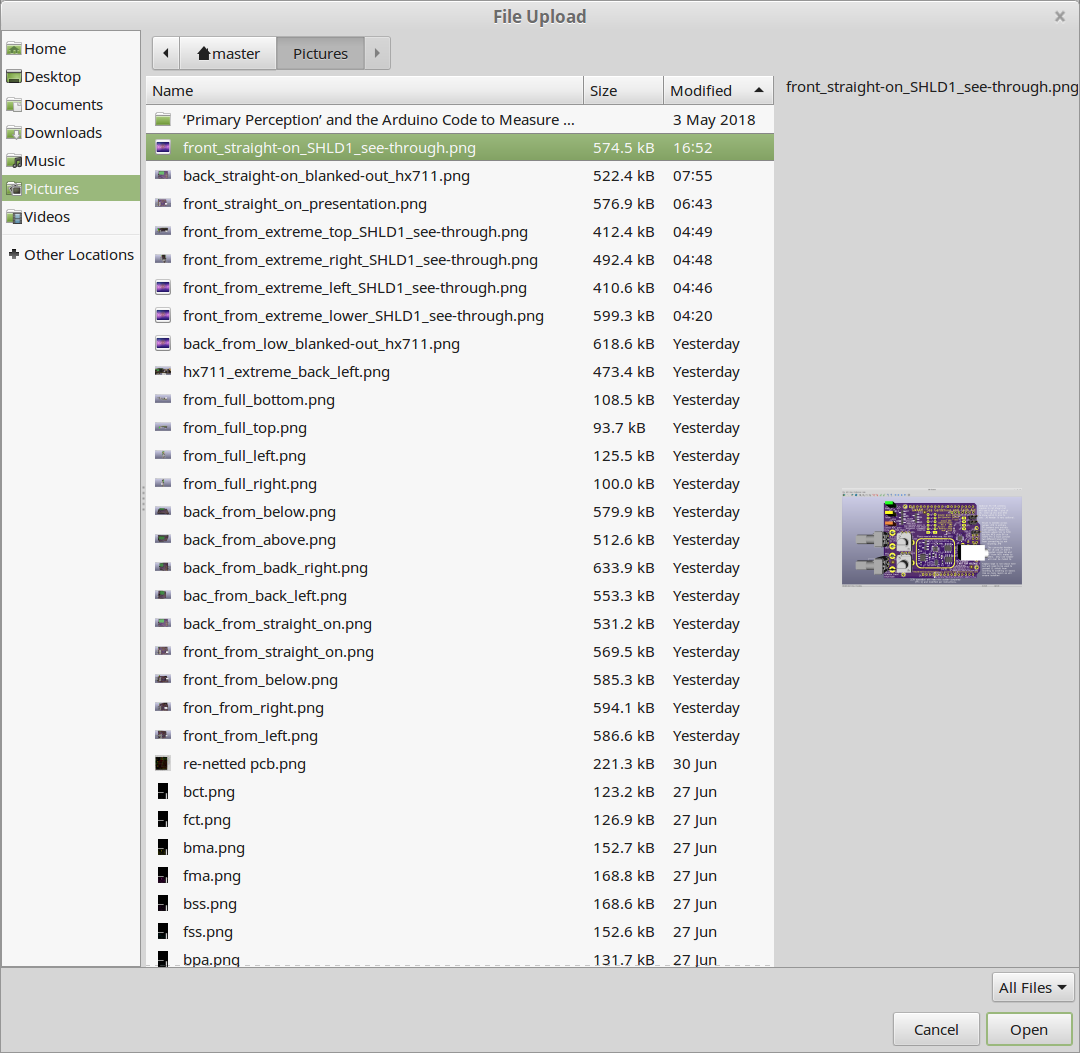 File Upload
Home
Desktop
Documents
Downloads
Music
Pictures
Videos
Other Locations
master Pictures
Name Size Modified
‘Primary Perception’ and the Arduino Code to Measure ... 3 May 2018
front_straight-on_SHLD1_see-through.png 574.5 kB 16:52
back_straight-on_blanked-out_hx711.png 522.4 kB 07:55
front_straight_on_presentation.png 576.9 kB 06:43
front_from_extreme_top_SHLD1_see-through.png 412.4 kB 04:49
front_from_extreme_right_SHLD1_see-through.png 492.4 kB 04:48
front_from_extreme_left_SHLD1_see-through.png 410.6 kB 04:46
front_from_extreme_lower_SHLD1_see-through.png 599.3 kB 04:20
back_from_low_blanked-out_hx711.png 618.6 kB Yesterday
hx711_extreme_back_left.png 473.4 kB Yesterday
from_full_bottom.png 108.5 kB Yesterday
from_full_top.png 93.7 kB Yesterday
from_full_left.png 125.5 kB Yesterday
from_full_right.png 100.0 kB Yesterday
back_from_below.png 579.9 kB Yesterday
back_from_above.png 512.6 kB Yesterday
back_from_badk_right.png 633.9 kB Yesterday
bac_from_back_left.png 553.3 kB Yesterday
back_from_straight_on.png 531.2 kB Yesterday
front_from_straight_on.png 569.5 kB Yesterday
front_from_below.png 585.3 kB Yesterday
fron_from_right.png 594.1 kB Yesterday
front_from_left.png 586.6 kB Yesterday
re-netted pcb.png 221.3 kB 30 Jun
bct.png 123.2 kB 27 Jun
fct.png 126.9 kB 27 Jun
bma.png 152.7 kB 27 Jun
fma.png 168.8 kB 27 Jun
bss.png 168.6 kB 27 Jun
fss.png 152.6 kB 27 Jun
bpa.png 131.7 kB 27 Jun
front_straight-on_SHLD1_see-through.png
All Files
Cancel Open